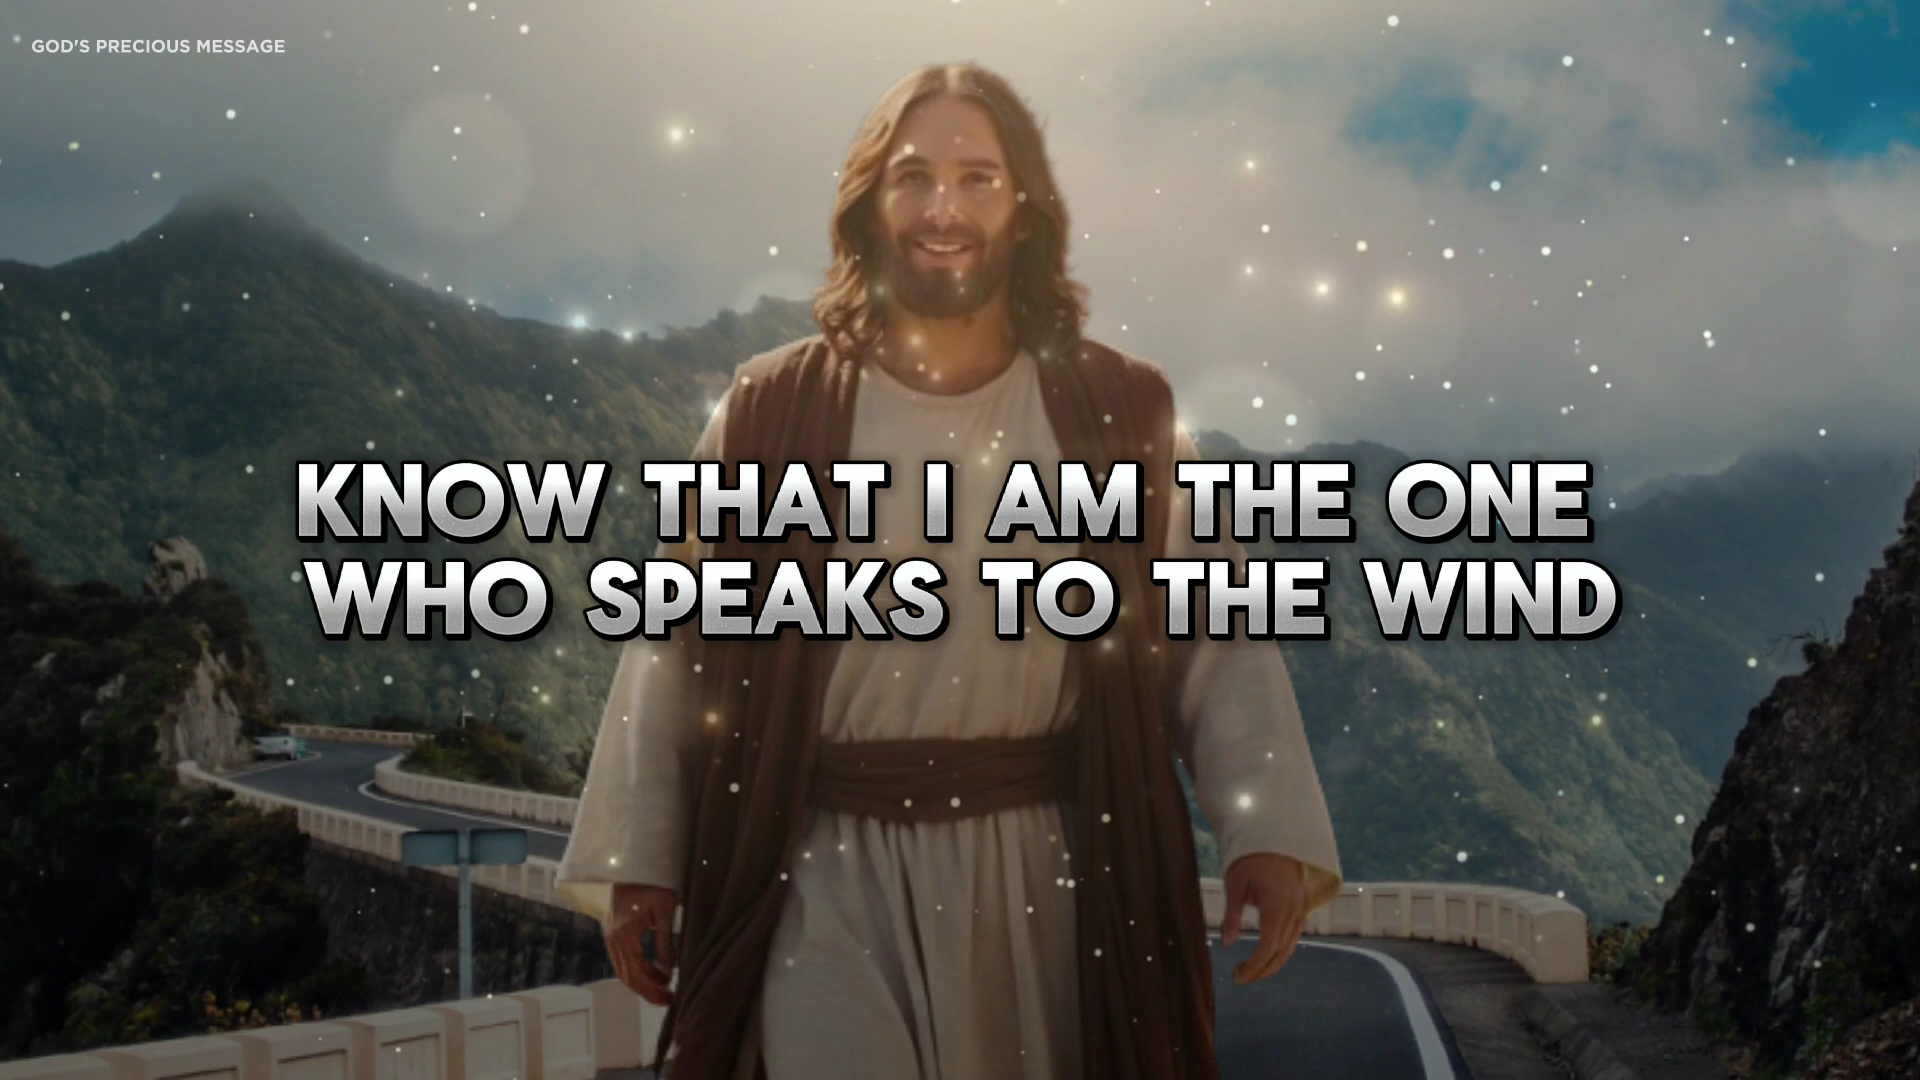 GOD'S PRECIOUS MESSAGE
KNOW THAT I AM THE ONE
WHO SPEAKS TO THE WIND